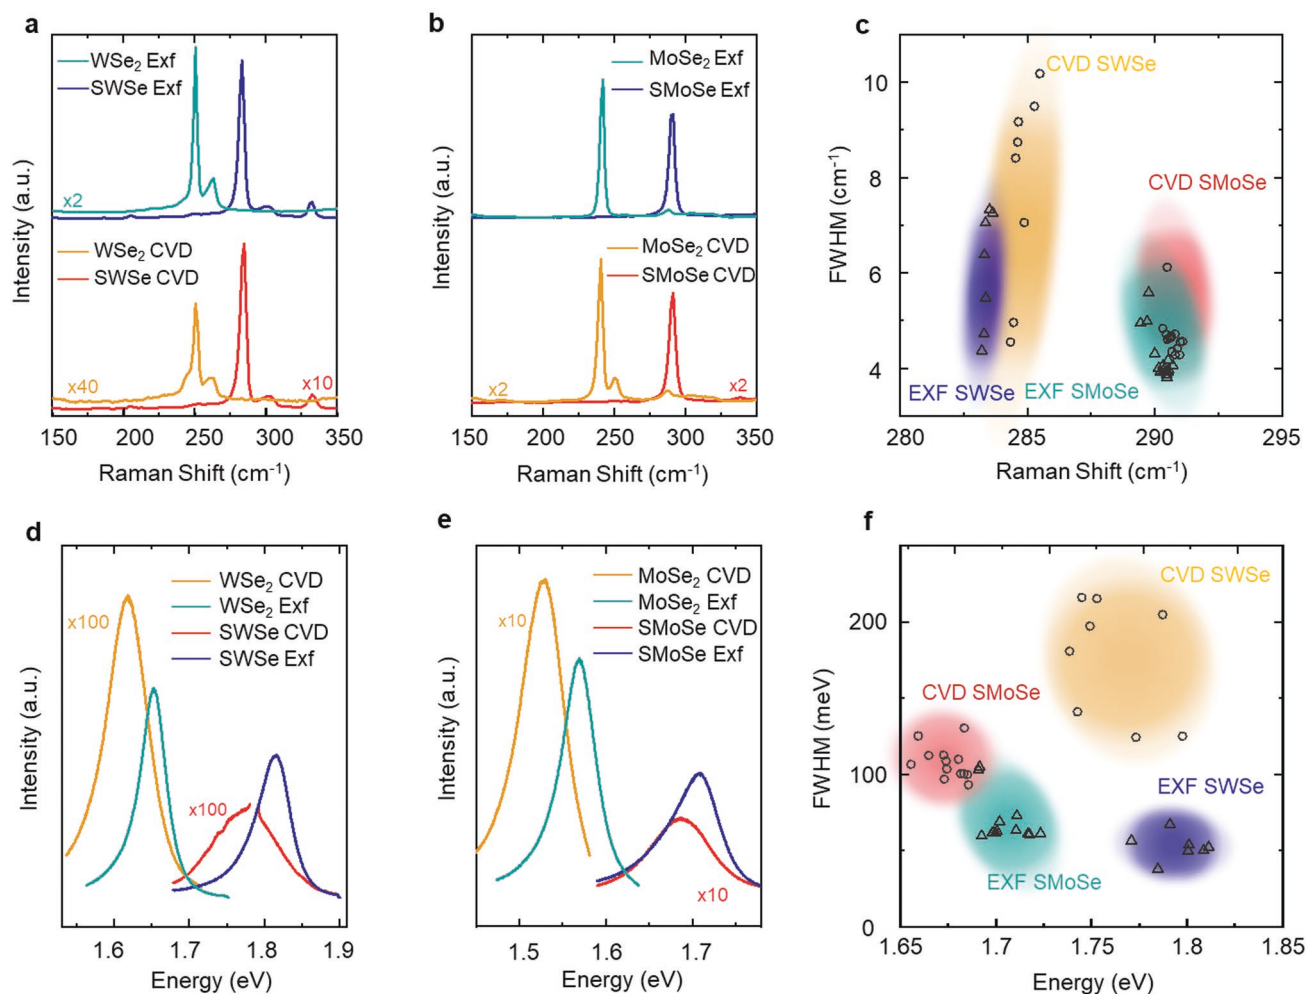 a
WSe₂ Exf
SWSe Exf
x2
WSe₂ CVD
SWSe CVD
x40
x10
150 200 250 300 350
Raman Shift (cm⁻¹)
Intensity (a.u.)
b
MoSe₂ Exf
SMoSe Exf
MoSe₂ CVD
SMoSe CVD
x2
x2
150 200 250 300 350
Raman Shift (cm⁻¹)
Intensity (a.u.)
c
CVD SWSe
CVD SMoSe
EXF SWSe
EXF SMoSe
10
8
6
4
280 285 290 295
Raman Shift (cm⁻¹)
FWHM (cm⁻¹)
d
WSe₂ CVD
WSe₂ Exf
SWSe CVD
SWSe Exf
x100
x100
1.6 1.7 1.8 1.9
Energy (eV)
Intensity (a.u.)
e
MoSe₂ CVD
MoSe₂ Exf
SMoSe CVD
SMoSe Exf
x10
x10
1.5 1.6 1.7
Energy (eV)
Intensity (a.u.)
f
CVD SWSe
CVD SMoSe
EXF SWSe
EXF SMoSe
200
100
0
1.65 1.7 1.75 1.8 1.85
Energy (eV)
FWHM (meV)